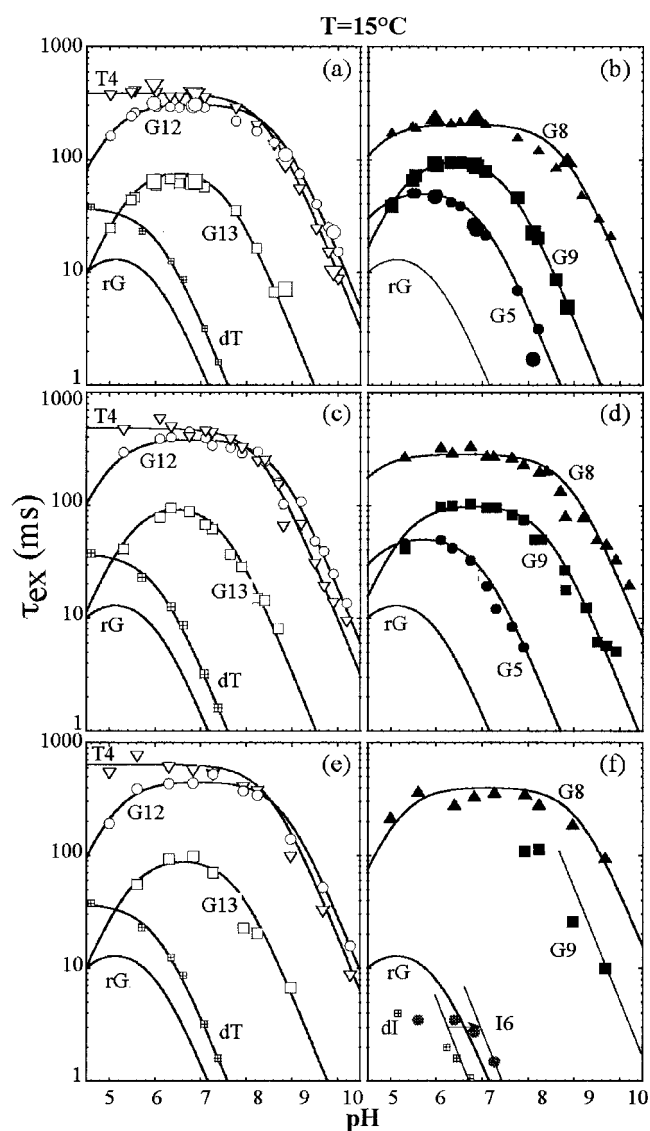 T=15°C
1000
(a)
(b)
T4
G12
G8
100
G13
G9
10
rG
dT
rG
G5
1
1000
(c)
(d)
T4
G12
G8
100
G13
G9
10
rG
dT
rG
G5
1
τex (ms)
1000
(e)
(f)
T4
G12
G8
100
G13
G9
10
rG
dT
rG
dI
I6
1
5 6 7 8 9 10 5 6 7 8 9 10
pH